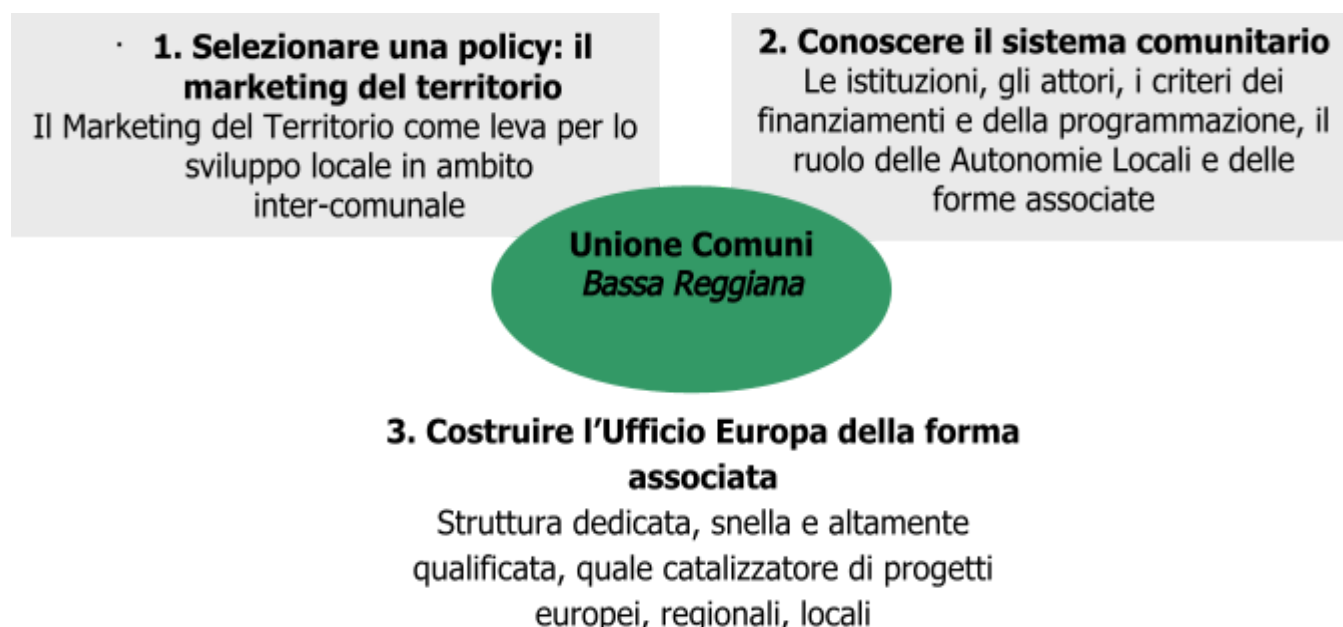 · 1. Selezionare una policy: il
marketing del territorio
Il Marketing del Territorio come leva per lo
sviluppo locale in ambito
inter-comunale
2. Conoscere il sistema comunitario
Le istituzioni, gli attori, i criteri dei
finanziamenti e della programmazione, il
ruolo delle Autonomie Locali e delle
forme associate
Unione Comuni
Bassa Reggiana
3. Costruire l’Ufficio Europa della forma
associata
Struttura dedicata, snella e altamente
qualificata, quale catalizzatore di progetti
europei, regionali, locali